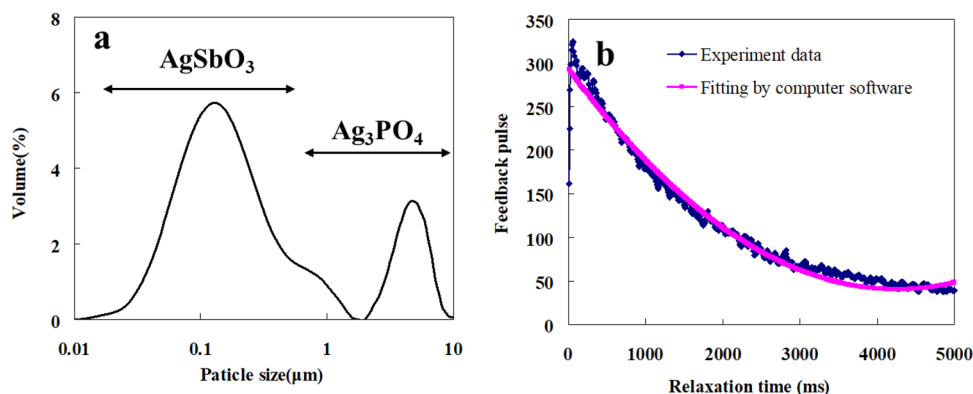 a
AgSbO3
Ag3PO4
8
6
4
2
0
Volume(%)
0.01 0.1 1 10
Paticle size(μm)
b
Experiment data
Fitting by computer software
350
300
250
200
150
100
50
0
Feedback pulse
0 1000 2000 3000 4000 5000
Relaxation time (ms)